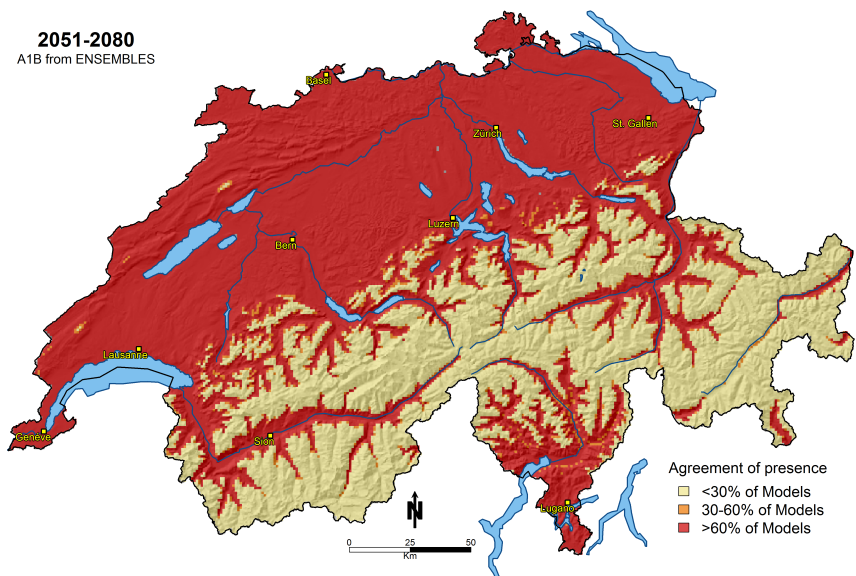 2051-2080
A1B from ENSEMBLES
Basel
Zürich
St. Gallen
Luzern
Bern
Lausanne
Genève
Sion
Lugano
Agreement of presence
<30% of Models
30-60% of Models
>60% of Models
N
0 25 50
Km